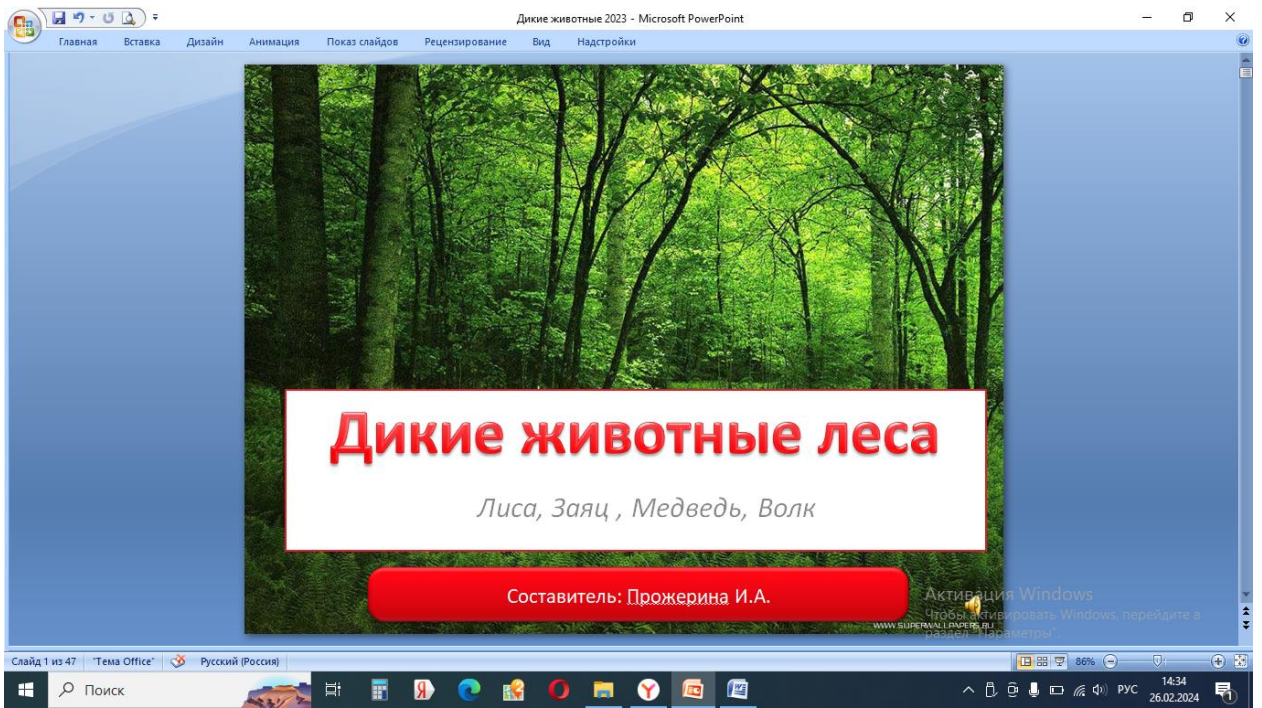 Дикие животные 2023 - Microsoft PowerPoint
Главная Вставка Дизайн Анимация Показ слайдов Рецензирование Вид Надстройки
Дикие животные леса
Лиса, Заяц , Медведь, Волк
Составитель: Прожерина И.А.
WWW.SUPERWALLPAPERS.RU
Активация Windows
Чтобы активировать Windows, перейдите в
раздел "Параметры".
Слайд 1 из 47 "Тема Office" Русский (Россия) 86%
Поиск РУС 14:34
26.02.2024